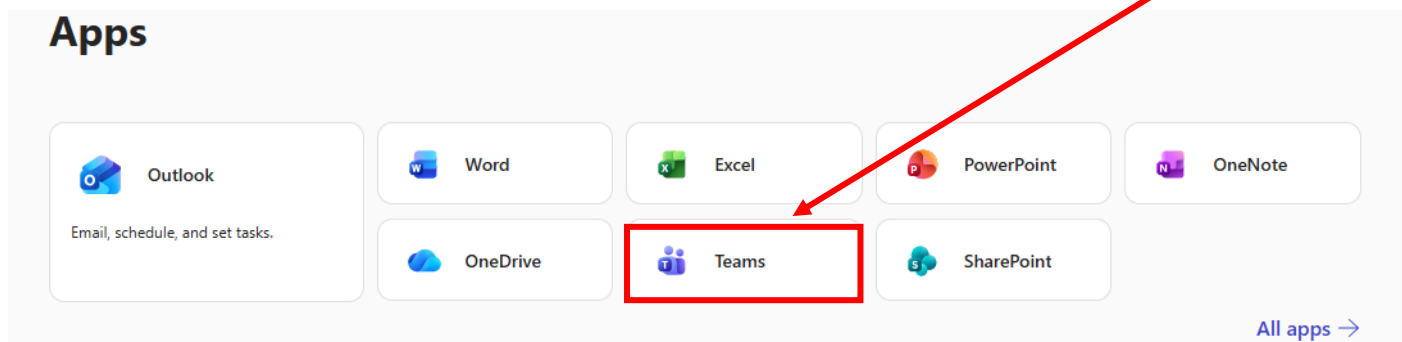 Apps
Outlook
Email, schedule, and set tasks.
Word
Excel
PowerPoint
OneNote
OneDrive
Teams
SharePoint
All apps →